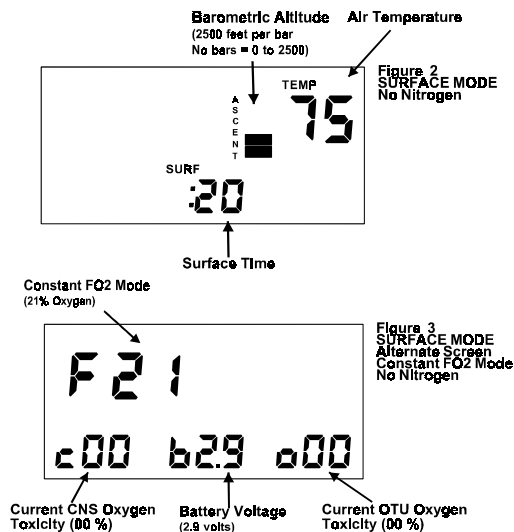 Barometric Altitude
(2500 feet per bar
No bars = 0 to 2500)
Air Temperature
Figure 2
SURFACE MODE
No Nitrogen
TEMP
75
ASCENT
SURF
:20
Surface Time
Constant FO2 Mode
(21% Oxygen)
Figure 3
SURFACE MODE
Alternate Screen
Constant FO2 Mode
No Nitrogen
F21
c00 b2.9 o00
Current CNS Oxygen
Toxicity (00 %)
Battery Voltage
(2.9 volts)
Current OTU Oxygen
Toxicity (00 %)